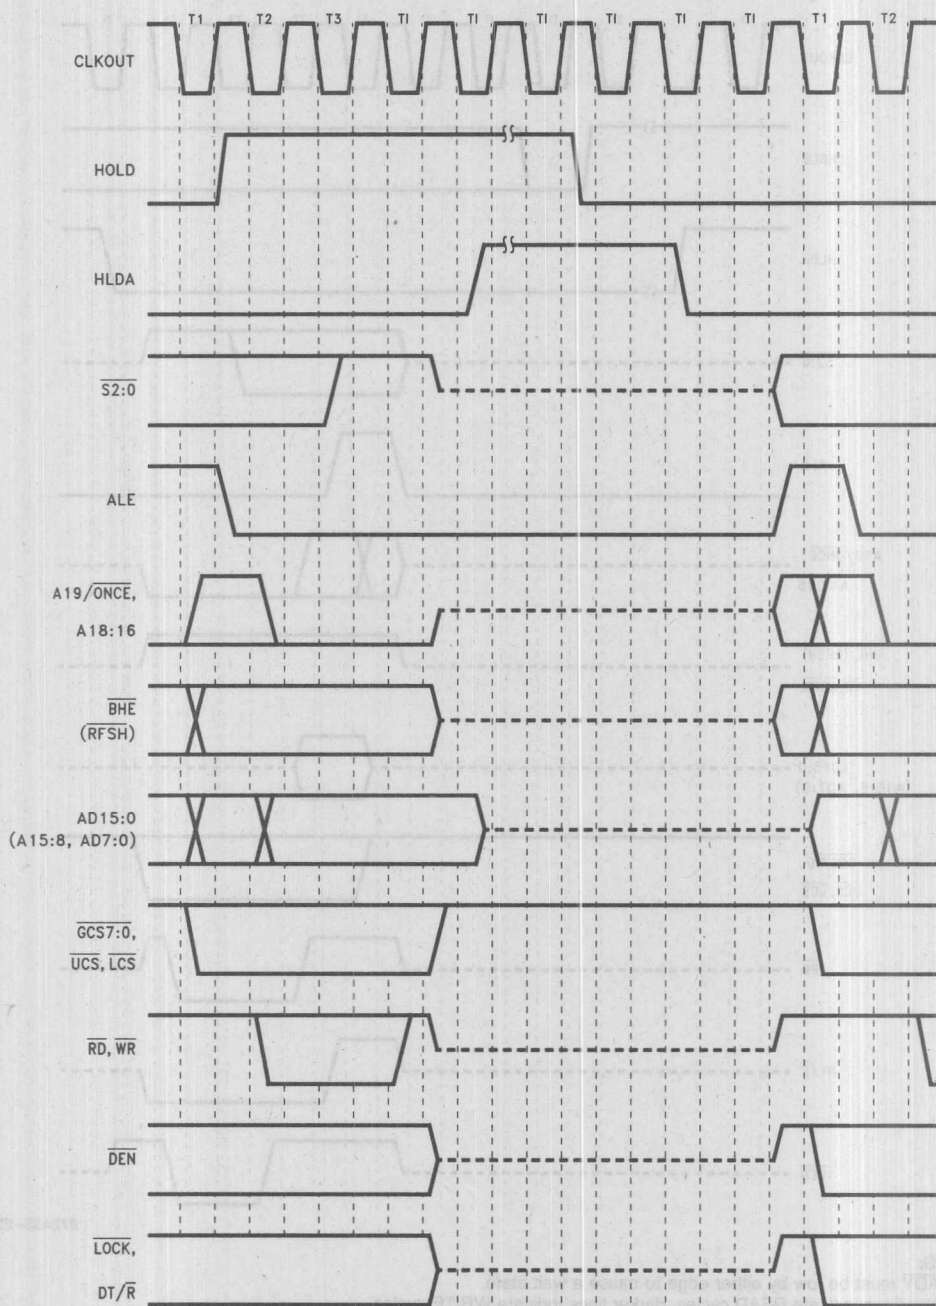 T1 T2 T3 TI TI TI TI TI TI T1 T2
CLKOUT
HOLD
HLDA
S2:0
ALE
A19/ONCE,
A18:16
BHE
(RFSH)
AD15:0
(A15:8, AD7:0)
GCS7:0,
UCS, LCS
RD, WR
DEN
LOCK,
DT/R